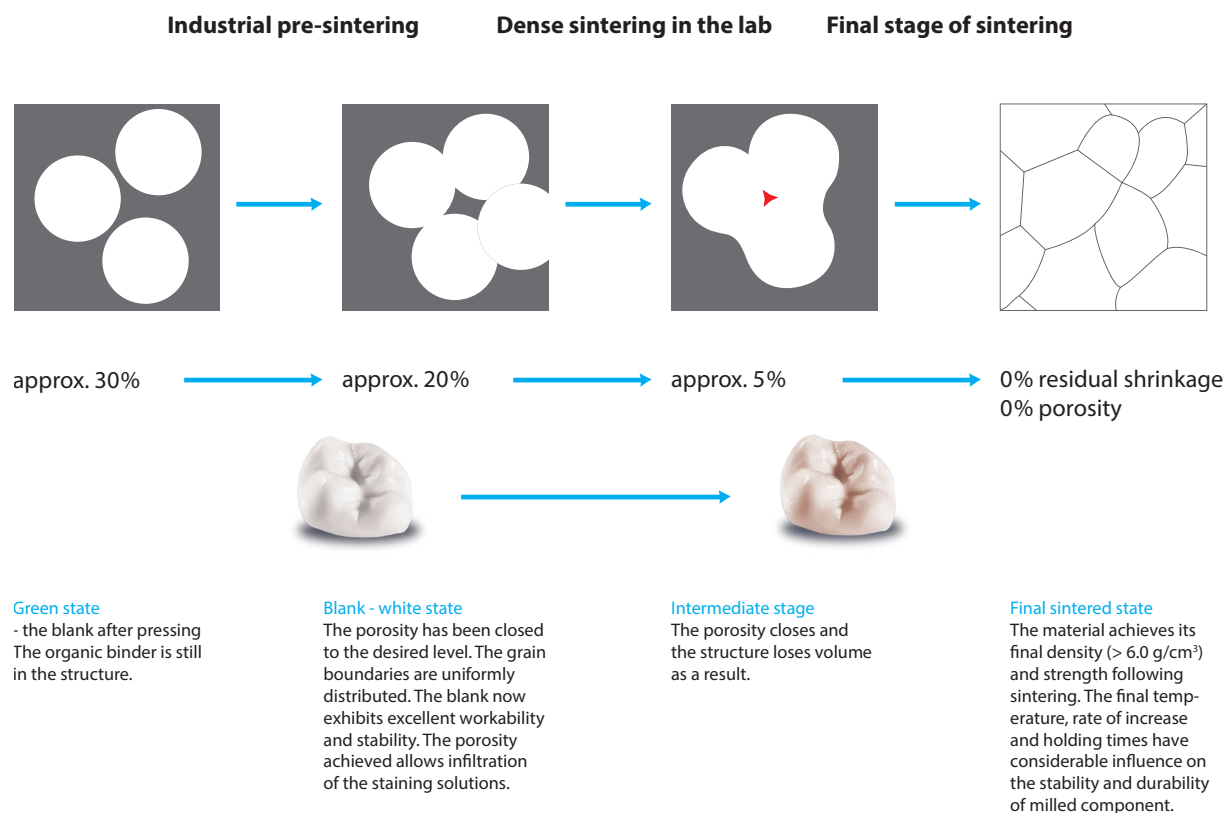 Industrial pre-sintering
Dense sintering in the lab
Final stage of sintering
approx. 30%
approx. 20%
approx. 5%
0% residual shrinkage
0% porosity
Green state
- the blank after pressing
The organic binder is still
in the structure.
Blank - white state
The porosity has been closed
to the desired level. The grain
boundaries are uniformly
distributed. The blank now
exhibits excellent workability
and stability. The porosity
achieved allows infiltration
of the staining solutions.
Intermediate stage
The porosity closes and
the structure loses volume
as a result.
Final sintered state
The material achieves its
final density (> 6.0 g/cm³)
and strength following
sintering. The final temp-
erature, rate of increase
and holding times have
considerable influence on
the stability and durability
of milled component.